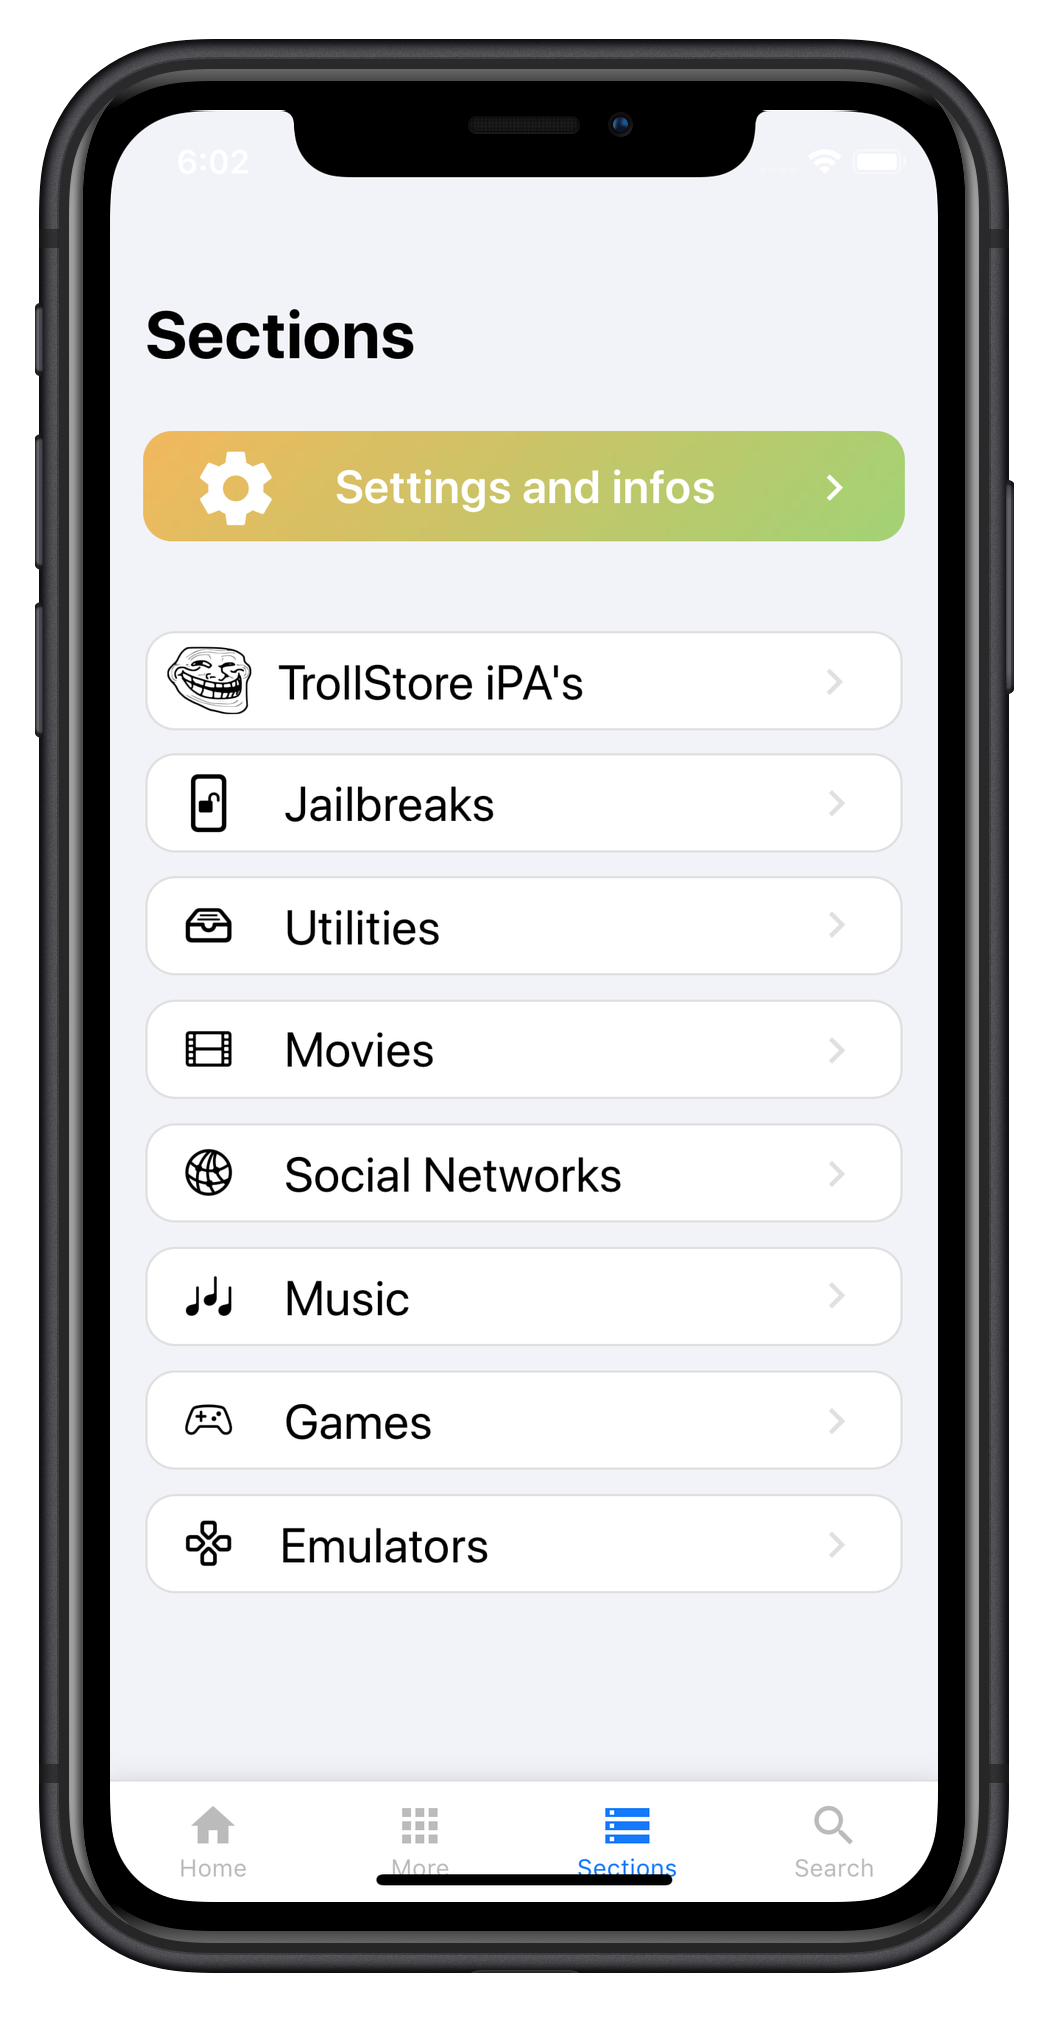 6:02
Sections
Settings and infos
TrollStore iPA's
Jailbreaks
Utilities
Movies
Social Networks
Music
Games
Emulators
Home
More
Sections
Search